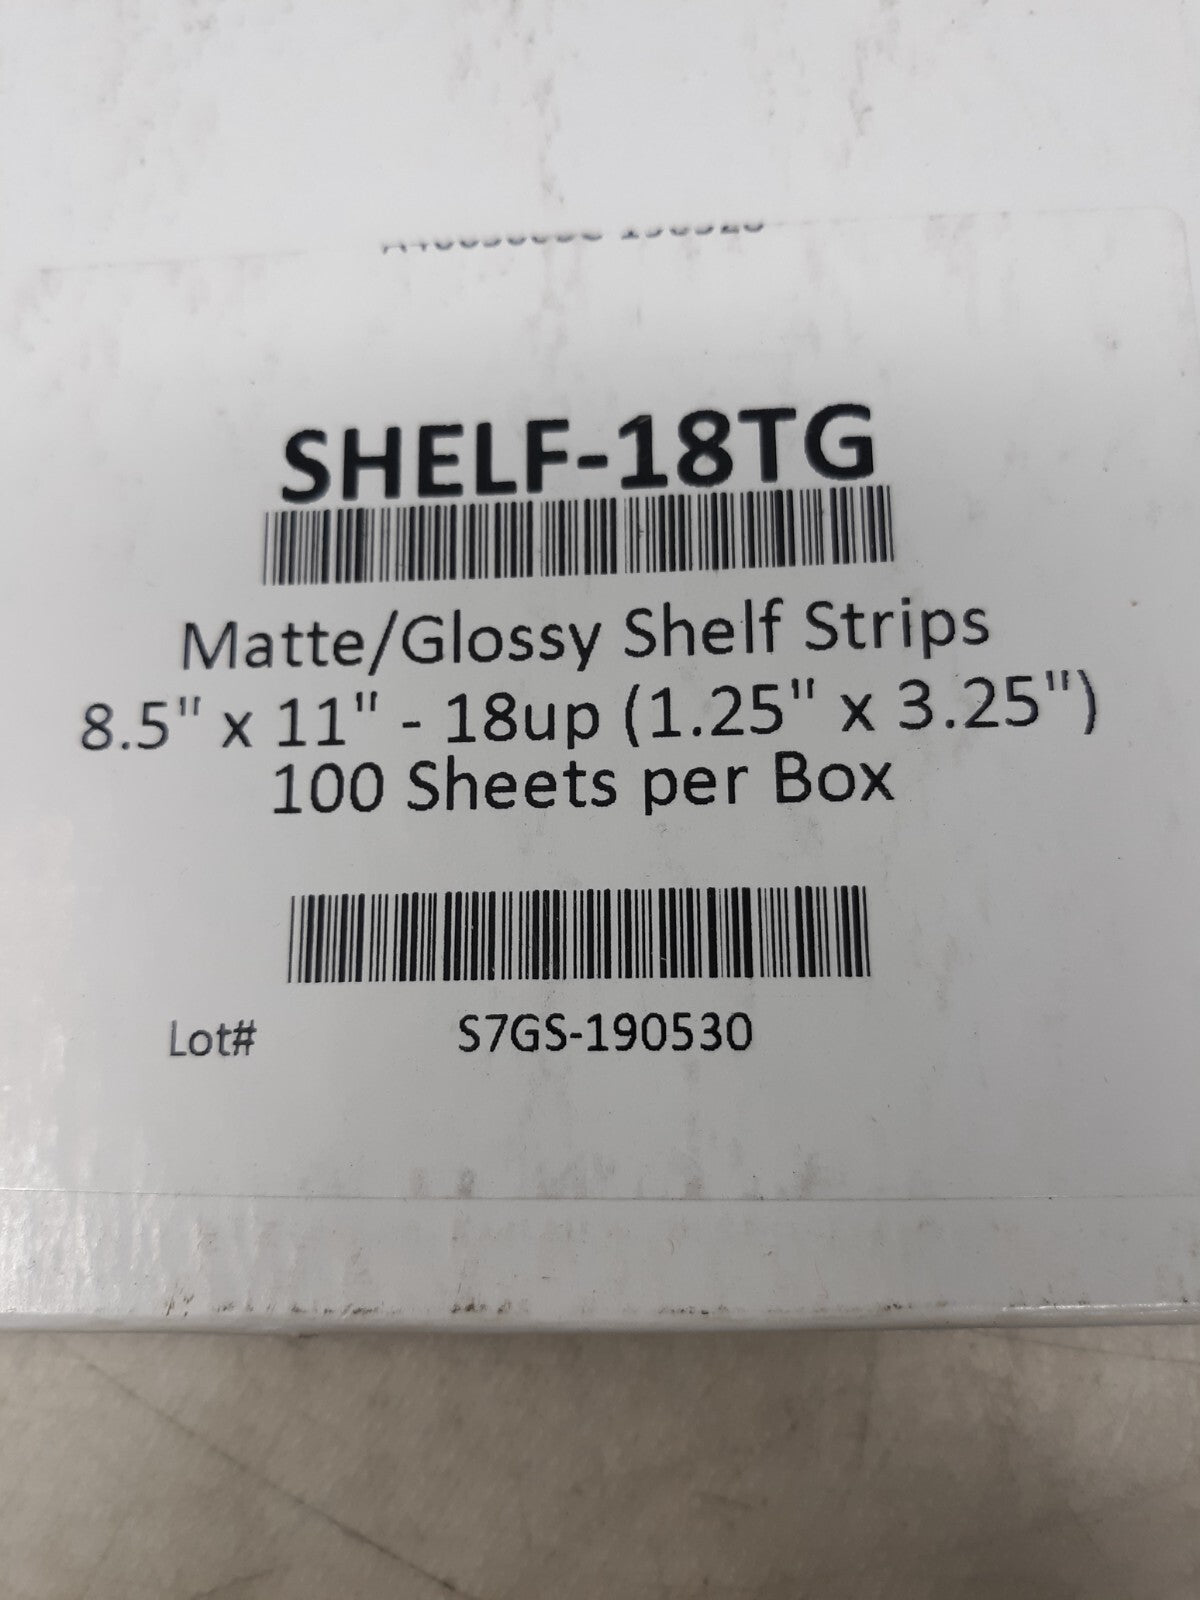 SHELF-18TG
Matte/Glossy Shelf Strips
8.5" x 11" - 18up (1.25" x 3.25")
100 Sheets per Box
Lot# S7GS-190530